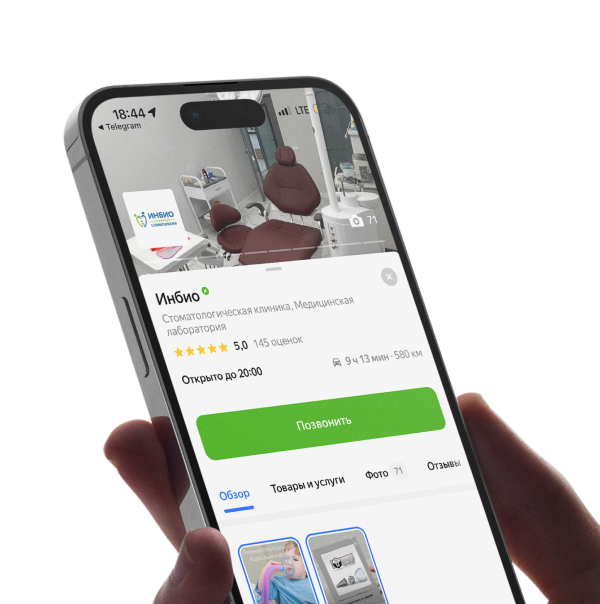 18:44
LTE
◀ Telegram
ИНБИО
СТОМАТОЛОГИЯ
71
Инбио
Стоматологическая клиника, Медицинская
лаборатория
5,0 145 оценок
Открыто до 20:00
9 ч 13 мин · 580 км
Позвонить
Обзор
Товары и услуги
Фото 71
Отзывы